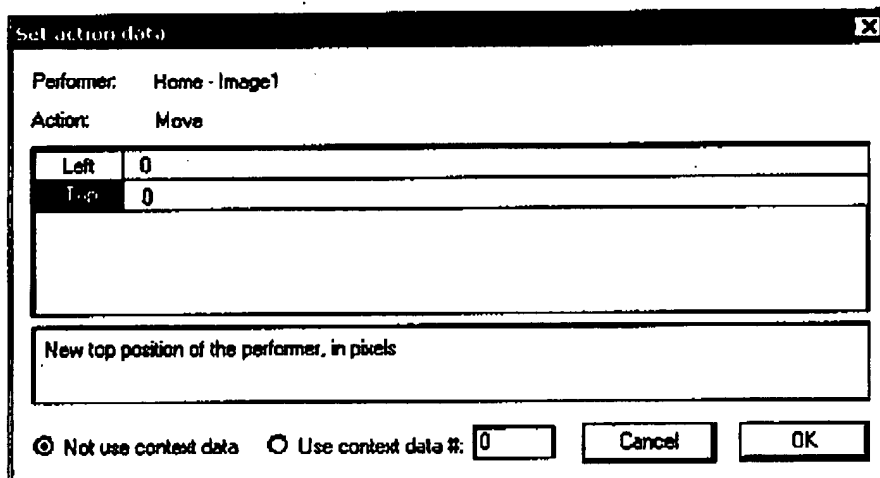 Set action data
Performer: Home - Image1
Action: Move
Left 0
Top 0
New top position of the performer, in pixels
Not use context data Use context data #: 0 Cancel OK